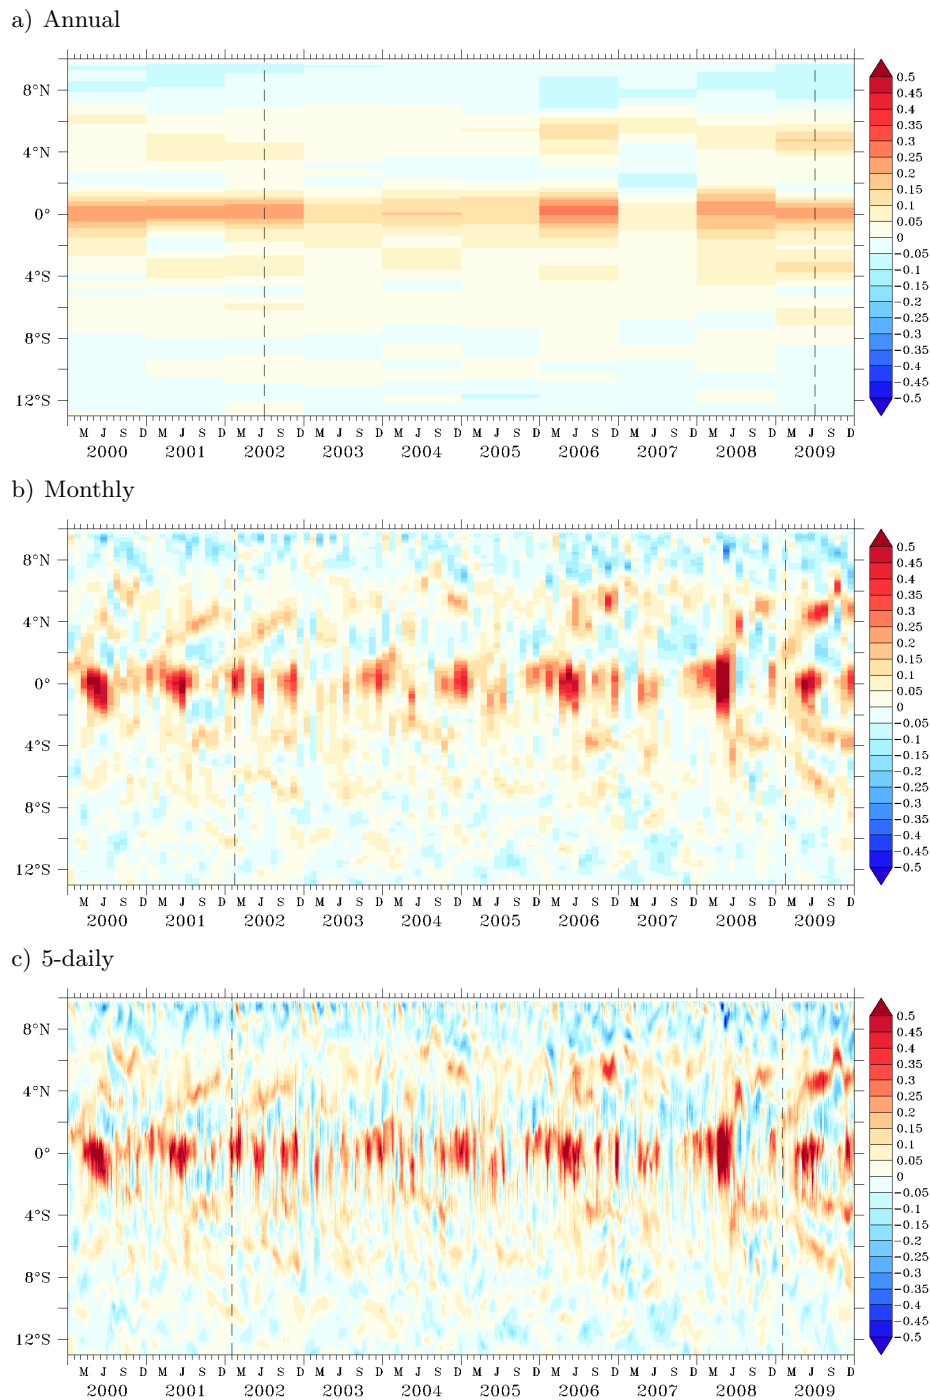 a) Annual
8°N
4°N
0°
4°S
8°S
12°S
M J S D M J S D M J S D M J S D M J S D M J S D M J S D M J S D M J S D M J S D
2000 2001 2002 2003 2004 2005 2006 2007 2008 2009
0.5
0.45
0.4
0.35
0.3
0.25
0.2
0.15
0.1
0.05
0
−0.05
−0.1
−0.15
−0.2
−0.25
−0.3
−0.35
−0.4
−0.45
−0.5
b) Monthly
8°N
4°N
0°
4°S
8°S
12°S
M J S D M J S D M J S D M J S D M J S D M J S D M J S D M J S D M J S D M J S D
2000 2001 2002 2003 2004 2005 2006 2007 2008 2009
0.5
0.45
0.4
0.35
0.3
0.25
0.2
0.15
0.1
0.05
0
−0.05
−0.1
−0.15
−0.2
−0.25
−0.3
−0.35
−0.4
−0.45
−0.5
c) 5-daily
8°N
4°N
0°
4°S
8°S
12°S
M J S D M J S D M J S D M J S D M J S D M J S D M J S D M J S D M J S D M J S D
2000 2001 2002 2003 2004 2005 2006 2007 2008 2009
0.5
0.45
0.4
0.35
0.3
0.25
0.2
0.15
0.1
0.05
0
−0.05
−0.1
−0.15
−0.2
−0.25
−0.3
−0.35
−0.4
−0.45
−0.5